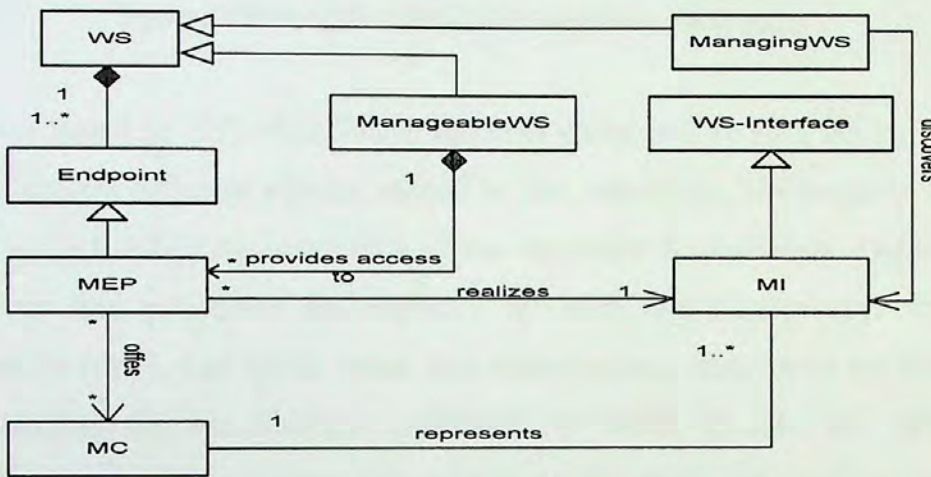 WS
ManagingWS
1
1..*
ManageableWS
WS-Interface
discovers
Endpoint
1
* provides access
to
MEP
*
realizes
1
MI
*
offes
1..*
*
MC
1
represents